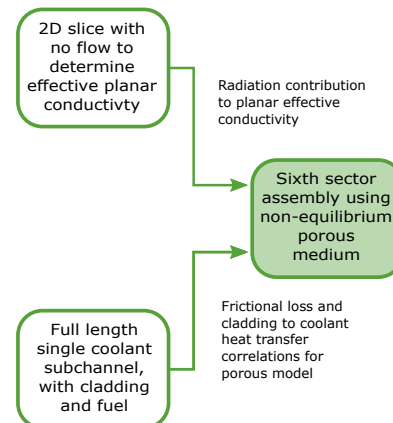 2D slice with
no flow to
determine
effective planar
conductivty
Radiation contribution
to planar effective
conductivity
Sixth sector
assembly using
non-equilibrium
porous
medium
Full length
single coolant
subchannel,
with cladding
and fuel
Frictional loss and
cladding to coolant
heat transfer
correlations for
porous model